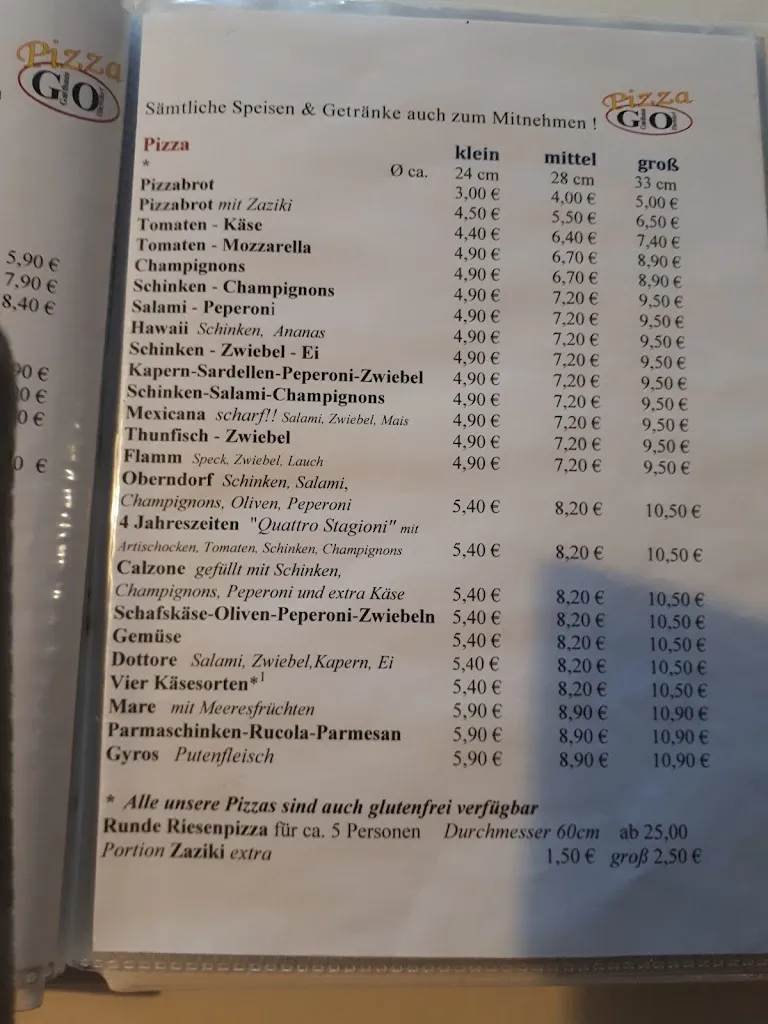 Pizza
GO
5,90 €
7,90 €
8,40 €
Pizza
GO
Sämtliche Speisen & Getränke auch zum Mitnehmen !
Pizza klein mittel groß
* Ø ca. 24 cm 28 cm 33 cm
Pizzabrot 3,00 € 4,00 € 5,00 €
Pizzabrot mit Zaziki 4,50 € 5,50 € 6,50 €
Tomaten - Käse 4,40 € 6,40 € 7,40 €
Tomaten - Mozzarella 4,90 € 6,70 € 8,90 €
Champignons 4,90 € 6,70 € 8,90 €
Schinken - Champignons 4,90 € 7,20 € 9,50 €
Salami - Peperoni 4,90 € 7,20 € 9,50 €
Hawaii Schinken, Ananas 4,90 € 7,20 € 9,50 €
Schinken - Zwiebel - Ei 4,90 € 7,20 € 9,50 €
Kapern-Sardellen-Peperoni-Zwiebel 4,90 € 7,20 € 9,50 €
Schinken-Salami-Champignons 4,90 € 7,20 € 9,50 €
Mexicana scharf!! Salami, Zwiebel, Mais 4,90 € 7,20 € 9,50 €
Thunfisch - Zwiebel 4,90 € 7,20 € 9,50 €
Flamm Speck, Zwiebel, Lauch 4,90 € 7,20 € 9,50 €
Oberndorf Schinken, Salami,
Champignons, Oliven, Peperoni 5,40 € 8,20 € 10,50 €
4 Jahreszeiten "Quattro Stagioni" mit
Artischocken, Tomaten, Schinken, Champignons 5,40 € 8,20 € 10,50 €
Calzone gefüllt mit Schinken,
Champignons, Peperoni und extra Käse 5,40 € 8,20 € 10,50 €
Schafskäse-Oliven-Peperoni-Zwiebeln 5,40 € 8,20 € 10,50 €
Gemüse 5,40 € 8,20 € 10,50 €
Dottore Salami, Zwiebel,Kapern, Ei 5,40 € 8,20 € 10,50 €
Vier Käsesorten*1 5,40 € 8,20 € 10,50 €
Mare mit Meeresfrüchten 5,90 € 8,90 € 10,90 €
Parmaschinken-Rucola-Parmesan 5,90 € 8,90 € 10,90 €
Gyros Putenfleisch 5,90 € 8,90 € 10,90 €
* Alle unsere Pizzas sind auch glutenfrei verfügbar
Runde Riesenpizza für ca. 5 Personen Durchmesser 60cm ab 25,00
Portion Zaziki extra 1,50 € groß 2,50 €